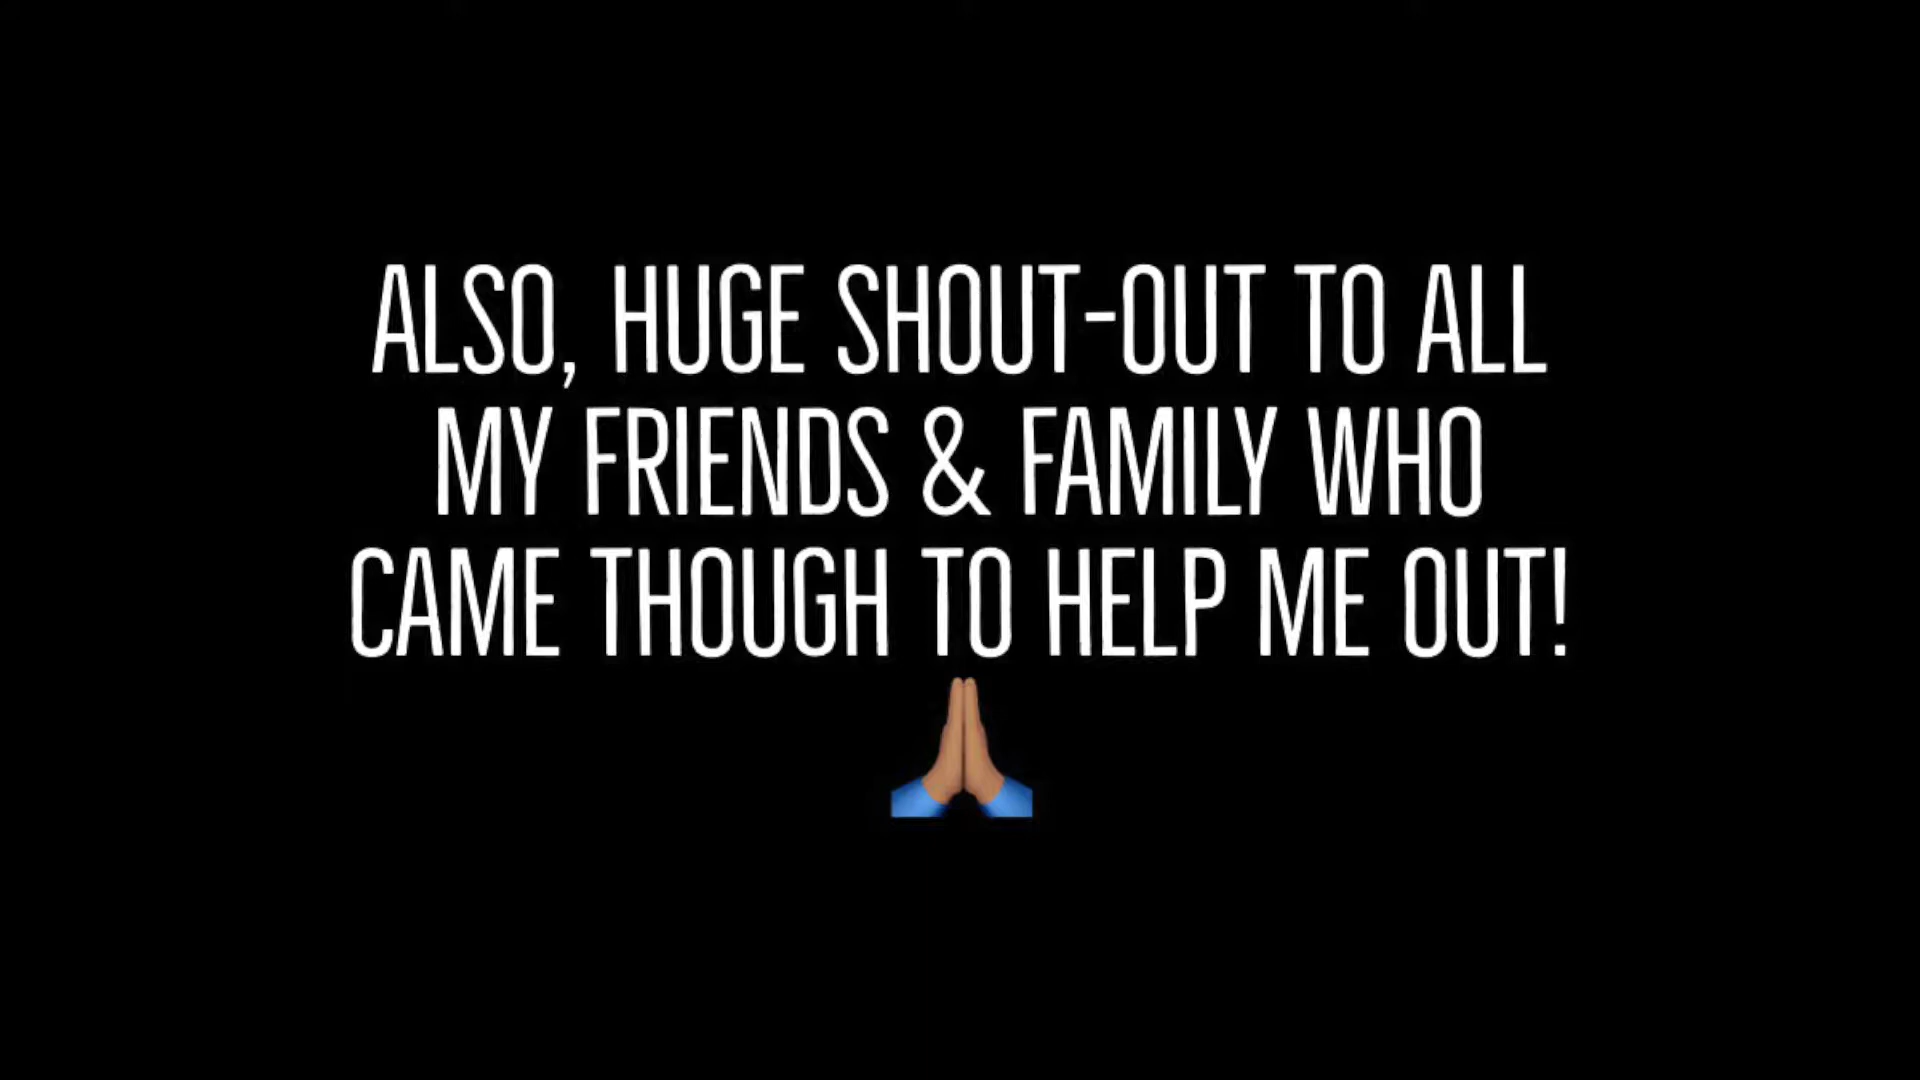 ALSO, HUGE SHOUT-OUT TO ALL
MY FRIENDS & FAMILY WHO
CAME THOUGH TO HELP ME OUT!
🙏🏽